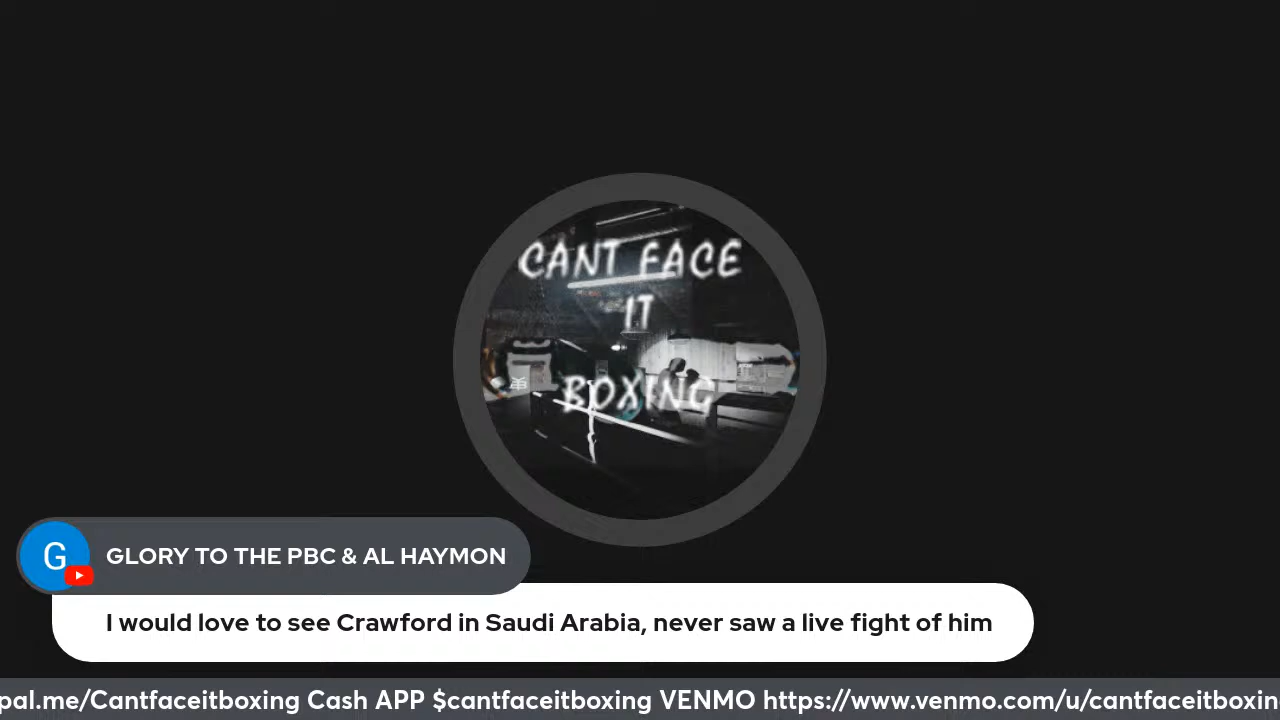 CANT FACE
IT
BOXING
G
GLORY TO THE PBC & AL HAYMON
I would love to see Crawford in Saudi Arabia, never saw a live fight of him
pal.me/Cantfaceitboxing Cash APP $cantfaceitboxing VENMO https://www.venmo.com/u/cantfaceitboxin